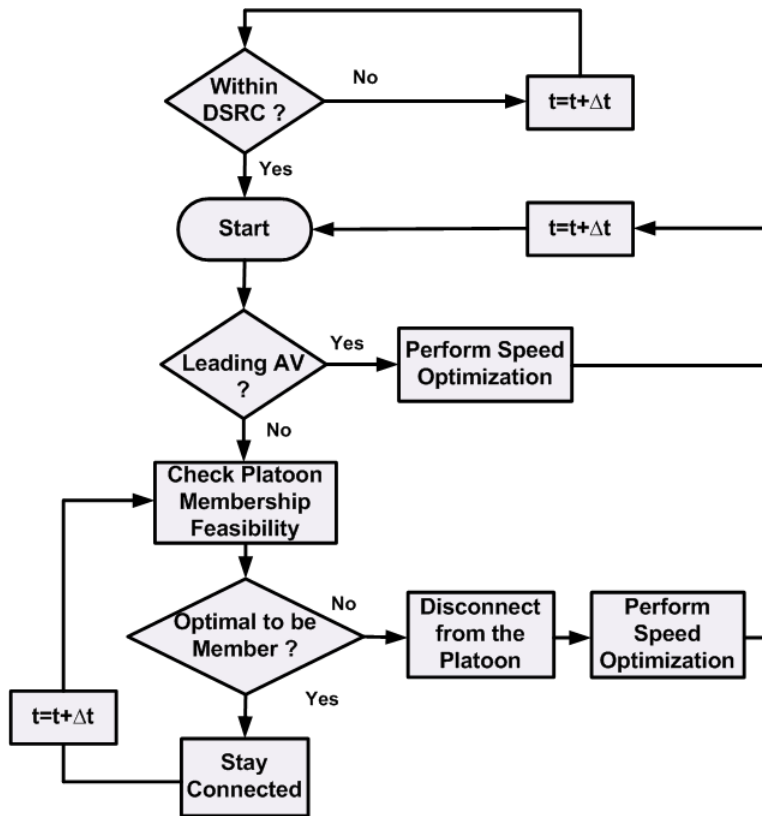 Within
DSRC ?
No
t=t+Δt
Yes
Start
t=t+Δt
Leading AV
?
Yes
Perform Speed
Optimization
No
Check Platoon
Membership
Feasibility
Optimal to be
Member ?
No
Disconnect
from the
Platoon
Perform
Speed
Optimization
Yes
t=t+Δt
Stay
Connected